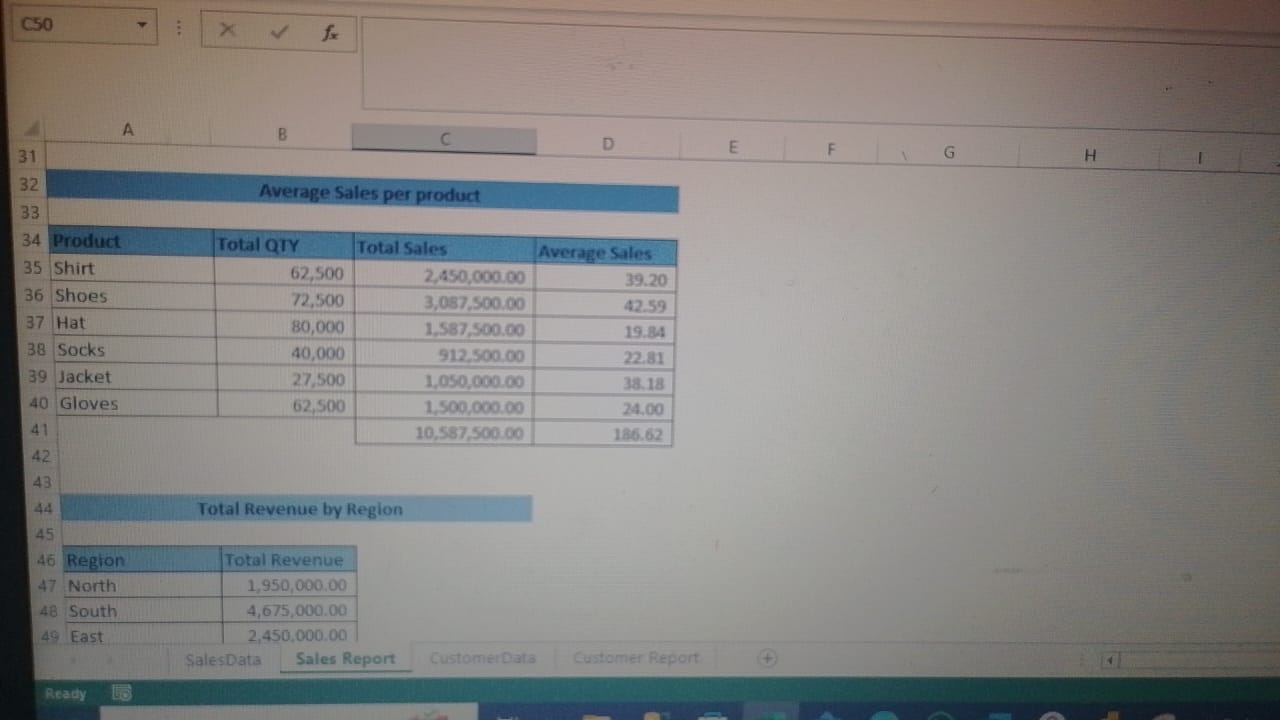 C50 fx
A B C D E F G H I
31
32 Average Sales per product
33
34 Product Total QTY Total Sales Average Sales
35 Shirt 62,500 2,450,000.00 39.20
36 Shoes 72,500 3,087,500.00 42.59
37 Hat 80,000 1,587,500.00 19.84
38 Socks 40,000 912,500.00 22.81
39 Jacket 27,500 1,050,000.00 38.18
40 Gloves 62,500 1,500,000.00 24.00
41 10,587,500.00 186.62
42
43
44 Total Revenue by Region
45
46 Region Total Revenue
47 North 1,950,000.00
48 South 4,675,000.00
49 East 2,450,000.00
SalesData Sales Report CustomerData Customer Report
Ready